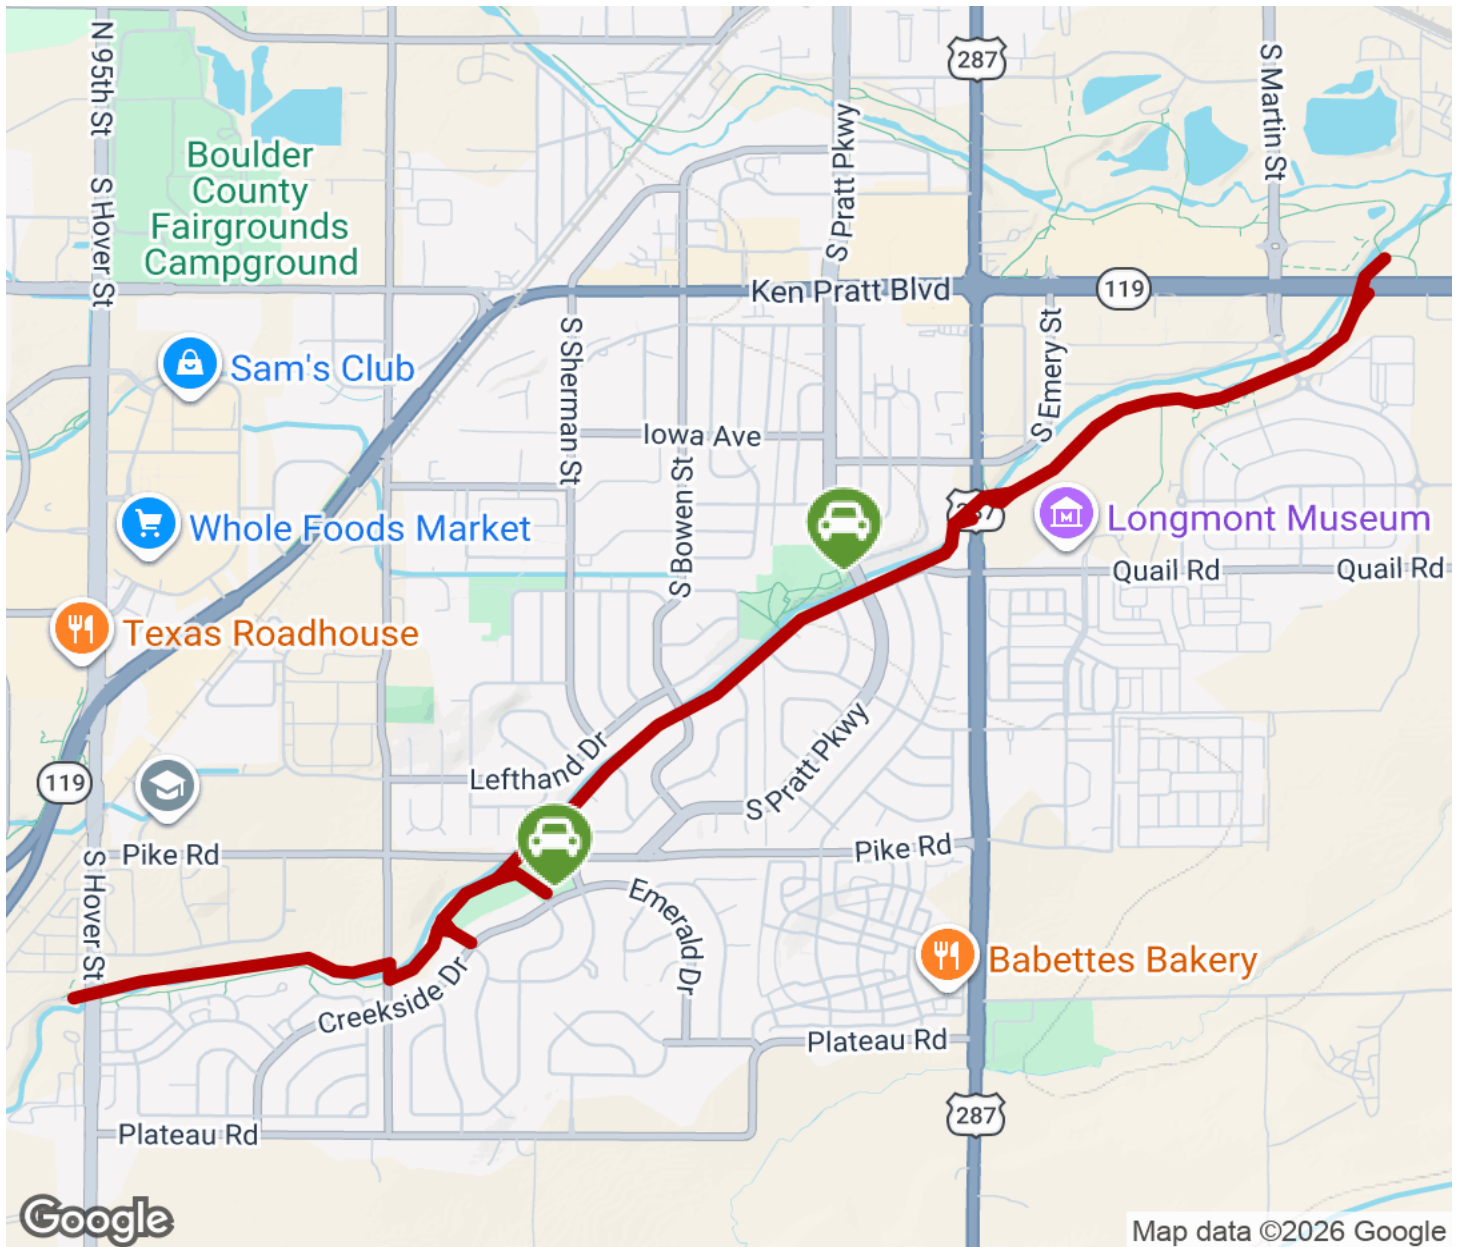 N 95th St
S Hover St
Boulder
County
Fairgrounds
Campground
287
S Martin St
S Pratt Pkwy
Ken Pratt Blvd
119
Sam's Club
S Sherman St
S Emery St
Iowa Ave
S Bowen St
Whole Foods Market
287
Longmont Museum
Quail Rd
Quail Rd
Texas Roadhouse
Lefthand Dr
S Pratt Pkwy
119
Pike Rd
Pike Rd
S Hover St
Emerald Dr
Creekside Dr
Babettes Bakery
Plateau Rd
287
Plateau Rd
Google
Map data ©2026 Google